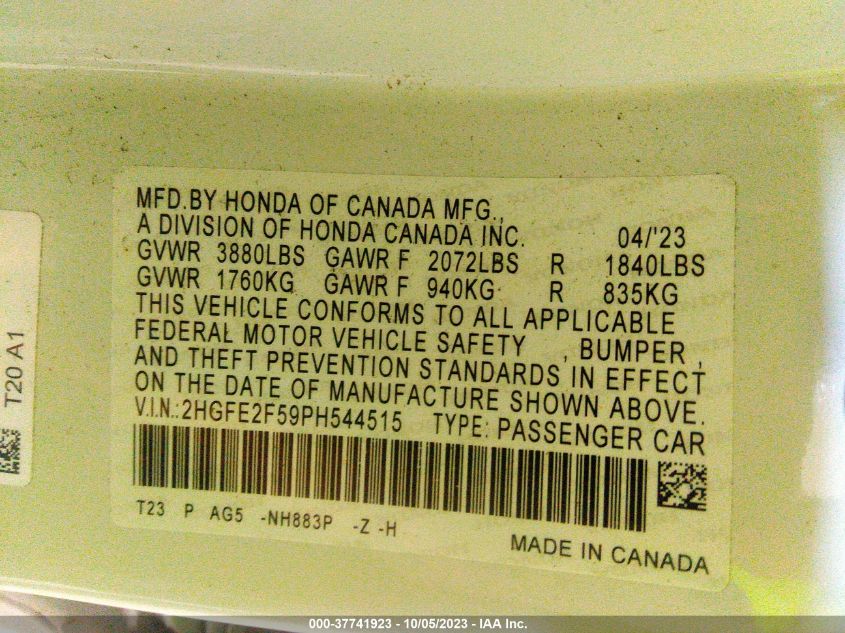 MFD.BY HONDA OF CANADA MFG.,
A DIVISION OF HONDA CANADA INC. 04/'23
GVWR 3880LBS GAWR F 2072LBS R 1840LBS
GVWR 1760KG GAWR F 940KG R 835KG
THIS VEHICLE CONFORMS TO ALL APPLICABLE
FEDERAL MOTOR VEHICLE SAFETY , BUMPER ,
AND THEFT PREVENTION STANDARDS IN EFFECT
ON THE DATE OF MANUFACTURE SHOWN ABOVE.
V.I.N.:2HGFE2F59PH544515 TYPE: PASSENGER CAR
T23 P AG5 -NH883P -Z -H
MADE IN CANADA
T20 A1
000-37741923 - 10/05/2023 - IAA Inc.